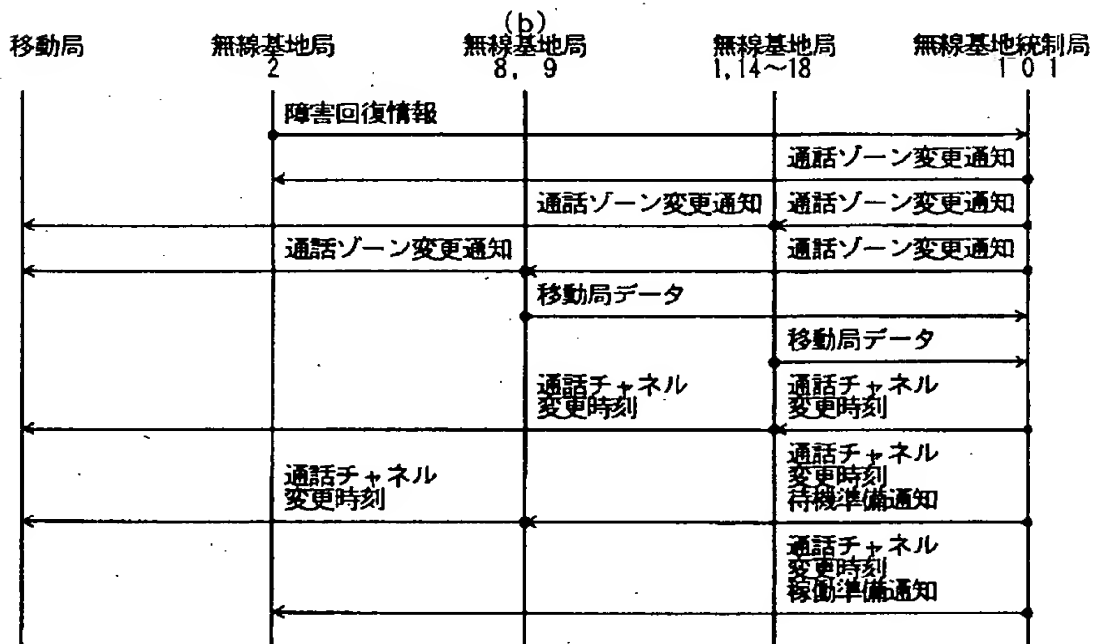 (b)
移動局 無線基地局 無線基地局 無線基地局 無線基地統制局
2 8, 9 1,14～18 1 0 1
障害回復情報
通話ゾーン変更通知
通話ゾーン変更通知 通話ゾーン変更通知
通話ゾーン変更通知 通話ゾーン変更通知
移動局データ
移動局データ
通話チャネル 通話チャネル
変更時刻 変更時刻
通話チャネル
変更時刻
通話チャネル
変更時刻
待機準備通知
通話チャネル
変更時刻
稼働準備通知